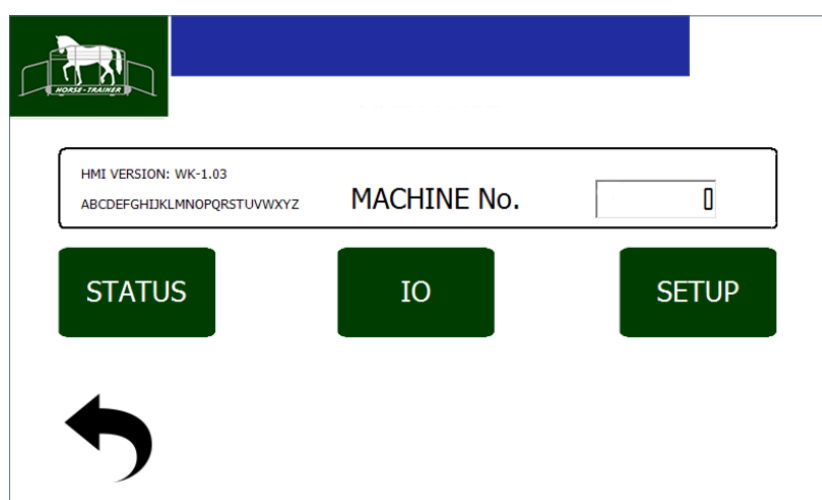 HORSE-TRAINER
HMI VERSION: WK-1.03
ABCDEFGHIJKLMNOPQRSTUVWXYZ
MACHINE No.
0
STATUS
IO
SETUP